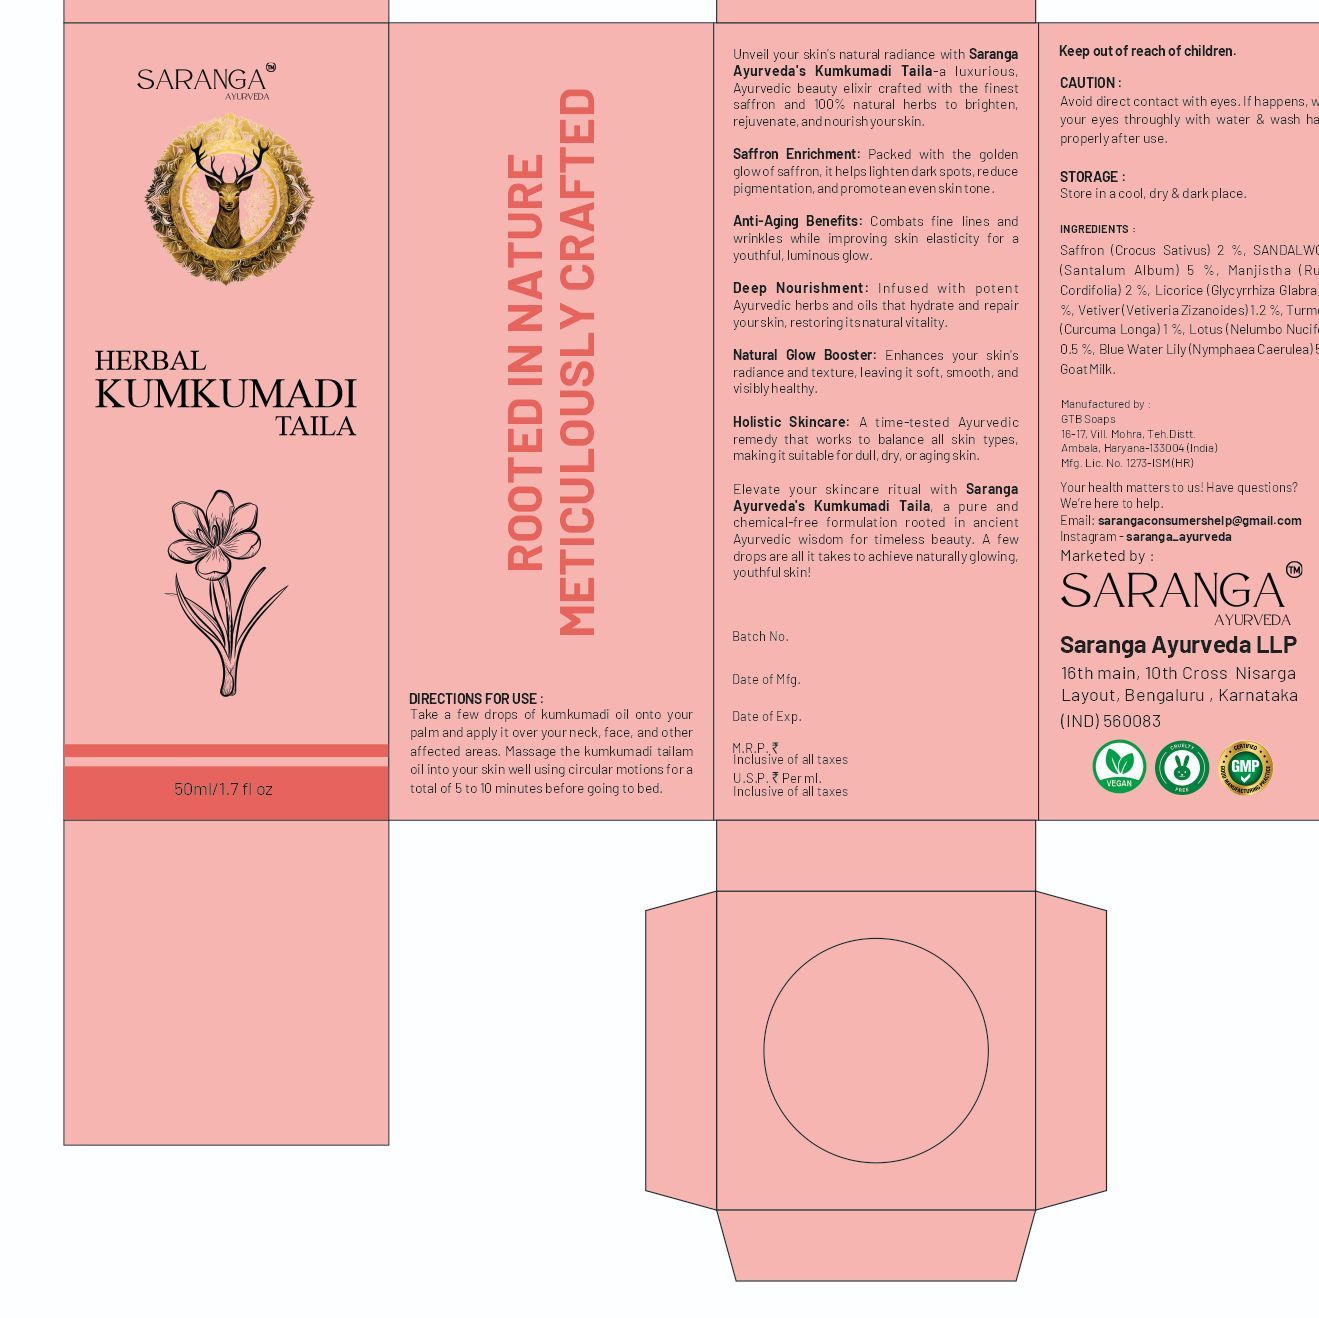 SARANGA™
AYURVEDA
HERBAL
KUMKUMADI
TAILA
50ml/1.7 fl oz
ROOTED IN NATURE
METICULOUSLY CRAFTED
DIRECTIONS FOR USE :
Take a few drops of kumkumadi oil onto your
palm and apply it over your neck, face, and other
affected areas. Massage the kumkumadi tailam
oil into your skin well using circular motions for a
total of 5 to 10 minutes before going to bed.
Unveil your skin's natural radiance with Saranga
Ayurveda's Kumkumadi Taila-a luxurious,
Ayurvedic beauty elixir crafted with the finest
saffron and 100% natural herbs to brighten,
rejuvenate, and nourish your skin.
Saffron Enrichment: Packed with the golden
glow of saffron, it helps lighten dark spots, reduce
pigmentation, and promote an even skin tone.
Anti-Aging Benefits: Combats fine lines and
wrinkles while improving skin elasticity for a
youthful, luminous glow.
Deep Nourishment: Infused with potent
Ayurvedic herbs and oils that hydrate and repair
your skin, restoring its natural vitality.
Natural Glow Booster: Enhances your skin's
radiance and texture, leaving it soft, smooth, and
visibly healthy.
Holistic Skincare: A time-tested Ayurvedic
remedy that works to balance all skin types,
making it suitable for dull, dry, or aging skin.
Elevate your skincare ritual with Saranga
Ayurveda's Kumkumadi Taila, a pure and
chemical-free formulation rooted in ancient
Ayurvedic wisdom for timeless beauty. A few
drops are all it takes to achieve naturally glowing,
youthful skin!
Batch No.
Date of Mfg.
Date of Exp.
M.R.P. ₹
Inclusive of all taxes
U.S.P. ₹ Per ml.
Inclusive of all taxes
Keep out of reach of children.
CAUTION :
Avoid direct contact with eyes. If happens, w
your eyes throughly with water & wash ha
properly after use.
STORAGE :
Store in a cool, dry & dark place.
INGREDIENTS :
Saffron (Crocus Sativus) 2 %, SANDALWO
(Santalum Album) 5 %, Manjistha (Ru
Cordifolia) 2 %, Licorice (Glycyrrhiza Glabra)
%, Vetiver (Vetiveria Zizanoides) 1.2 %, Turme
(Curcuma Longa) 1 %, Lotus (Nelumbo Nucife
0.5 %, Blue Water Lily (Nymphaea Caerulea) 5
Goat Milk.
Manufactured by :
GTB Soaps
16-17, Vill. Mohra, Teh.Distt.
Ambala, Haryana-133004 (India)
Mfg. Lic. No. 1273-ISM (HR)
Your health matters to us! Have questions?
We're here to help.
Email: sarangaconsumershelp@gmail.com
Instagram - saranga_ayurveda
Marketed by :
SARANGA™
AYURVEDA
Saranga Ayurveda LLP
16th main, 10th Cross Nisarga
Layout, Bengaluru , Karnataka
(IND) 560083
VEGAN
CRUELTY
FREE
CERTIFIED
GMP
GOOD MANUFACTURING PRACTICE